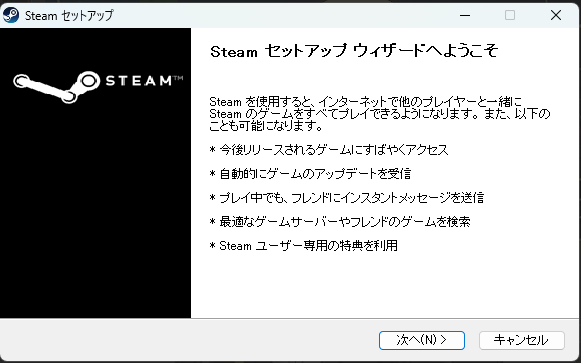 Steam セットアップ
STEAM™
Steam セットアップ ウィザードへようこそ
Steam を使用すると、インターネットで他のプレイヤーと一緒に
Steam のゲームをすべてプレイできるようになります。また、以下の
ことも可能になります。
* 今後リリースされるゲームにすばやくアクセス
* 自動的にゲームのアップデートを受信
* プレイ中でも、フレンドにインスタントメッセージを送信
* 最適なゲームサーバーやフレンドのゲームを検索
* Steam ユーザー専用の特典を利用
次へ(N) >
キャンセル